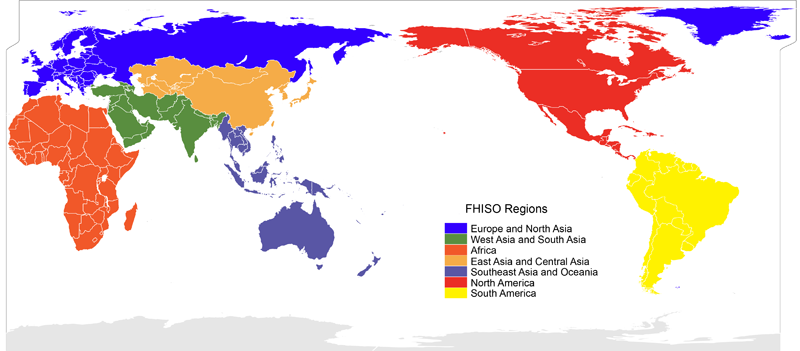 FHISO Regions
Europe and North Asia
West Asia and South Asia
Africa
East Asia and Central Asia
Southeast Asia and Oceania
North America
South America